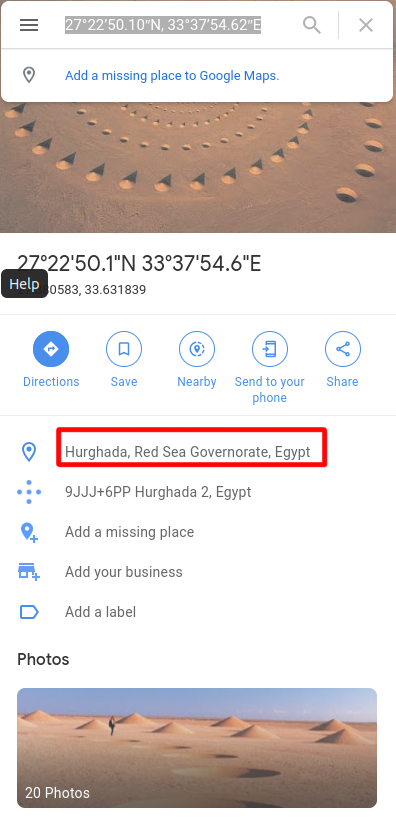 27°22′50.10″N, 33°37′54.62″E
Add a missing place to Google Maps.
27°22'50.1"N 33°37'54.6"E
Help
80583, 33.631839
Directions
Save
Nearby
Send to your
phone
Share
Hurghada, Red Sea Governorate, Egypt
9JJJ+6PP Hurghada 2, Egypt
Add a missing place
Add your business
Add a label
Photos
20 Photos